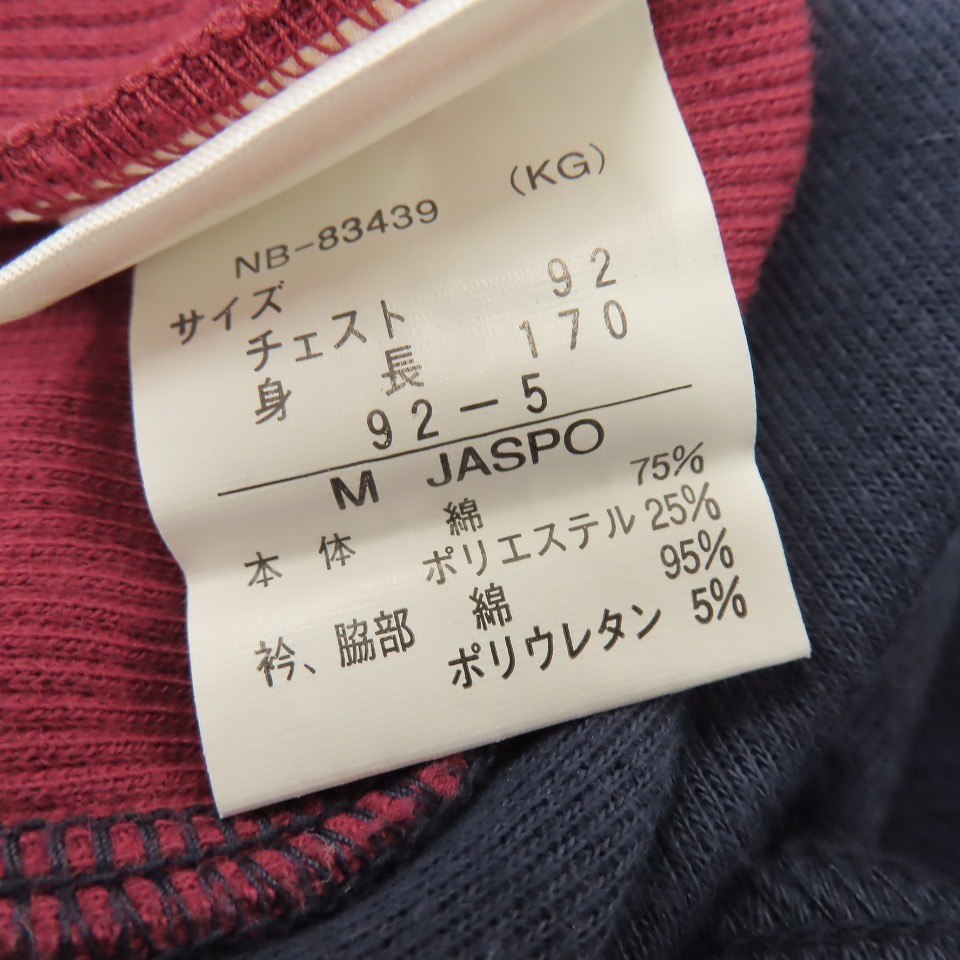 NB-83439 (KG)
サイズ
チェスト 92
身長 170
92-5
M JASPO
本体 綿 75%
ポリエステル 25%
衿、脇部 綿 95%
ポリウレタン 5%